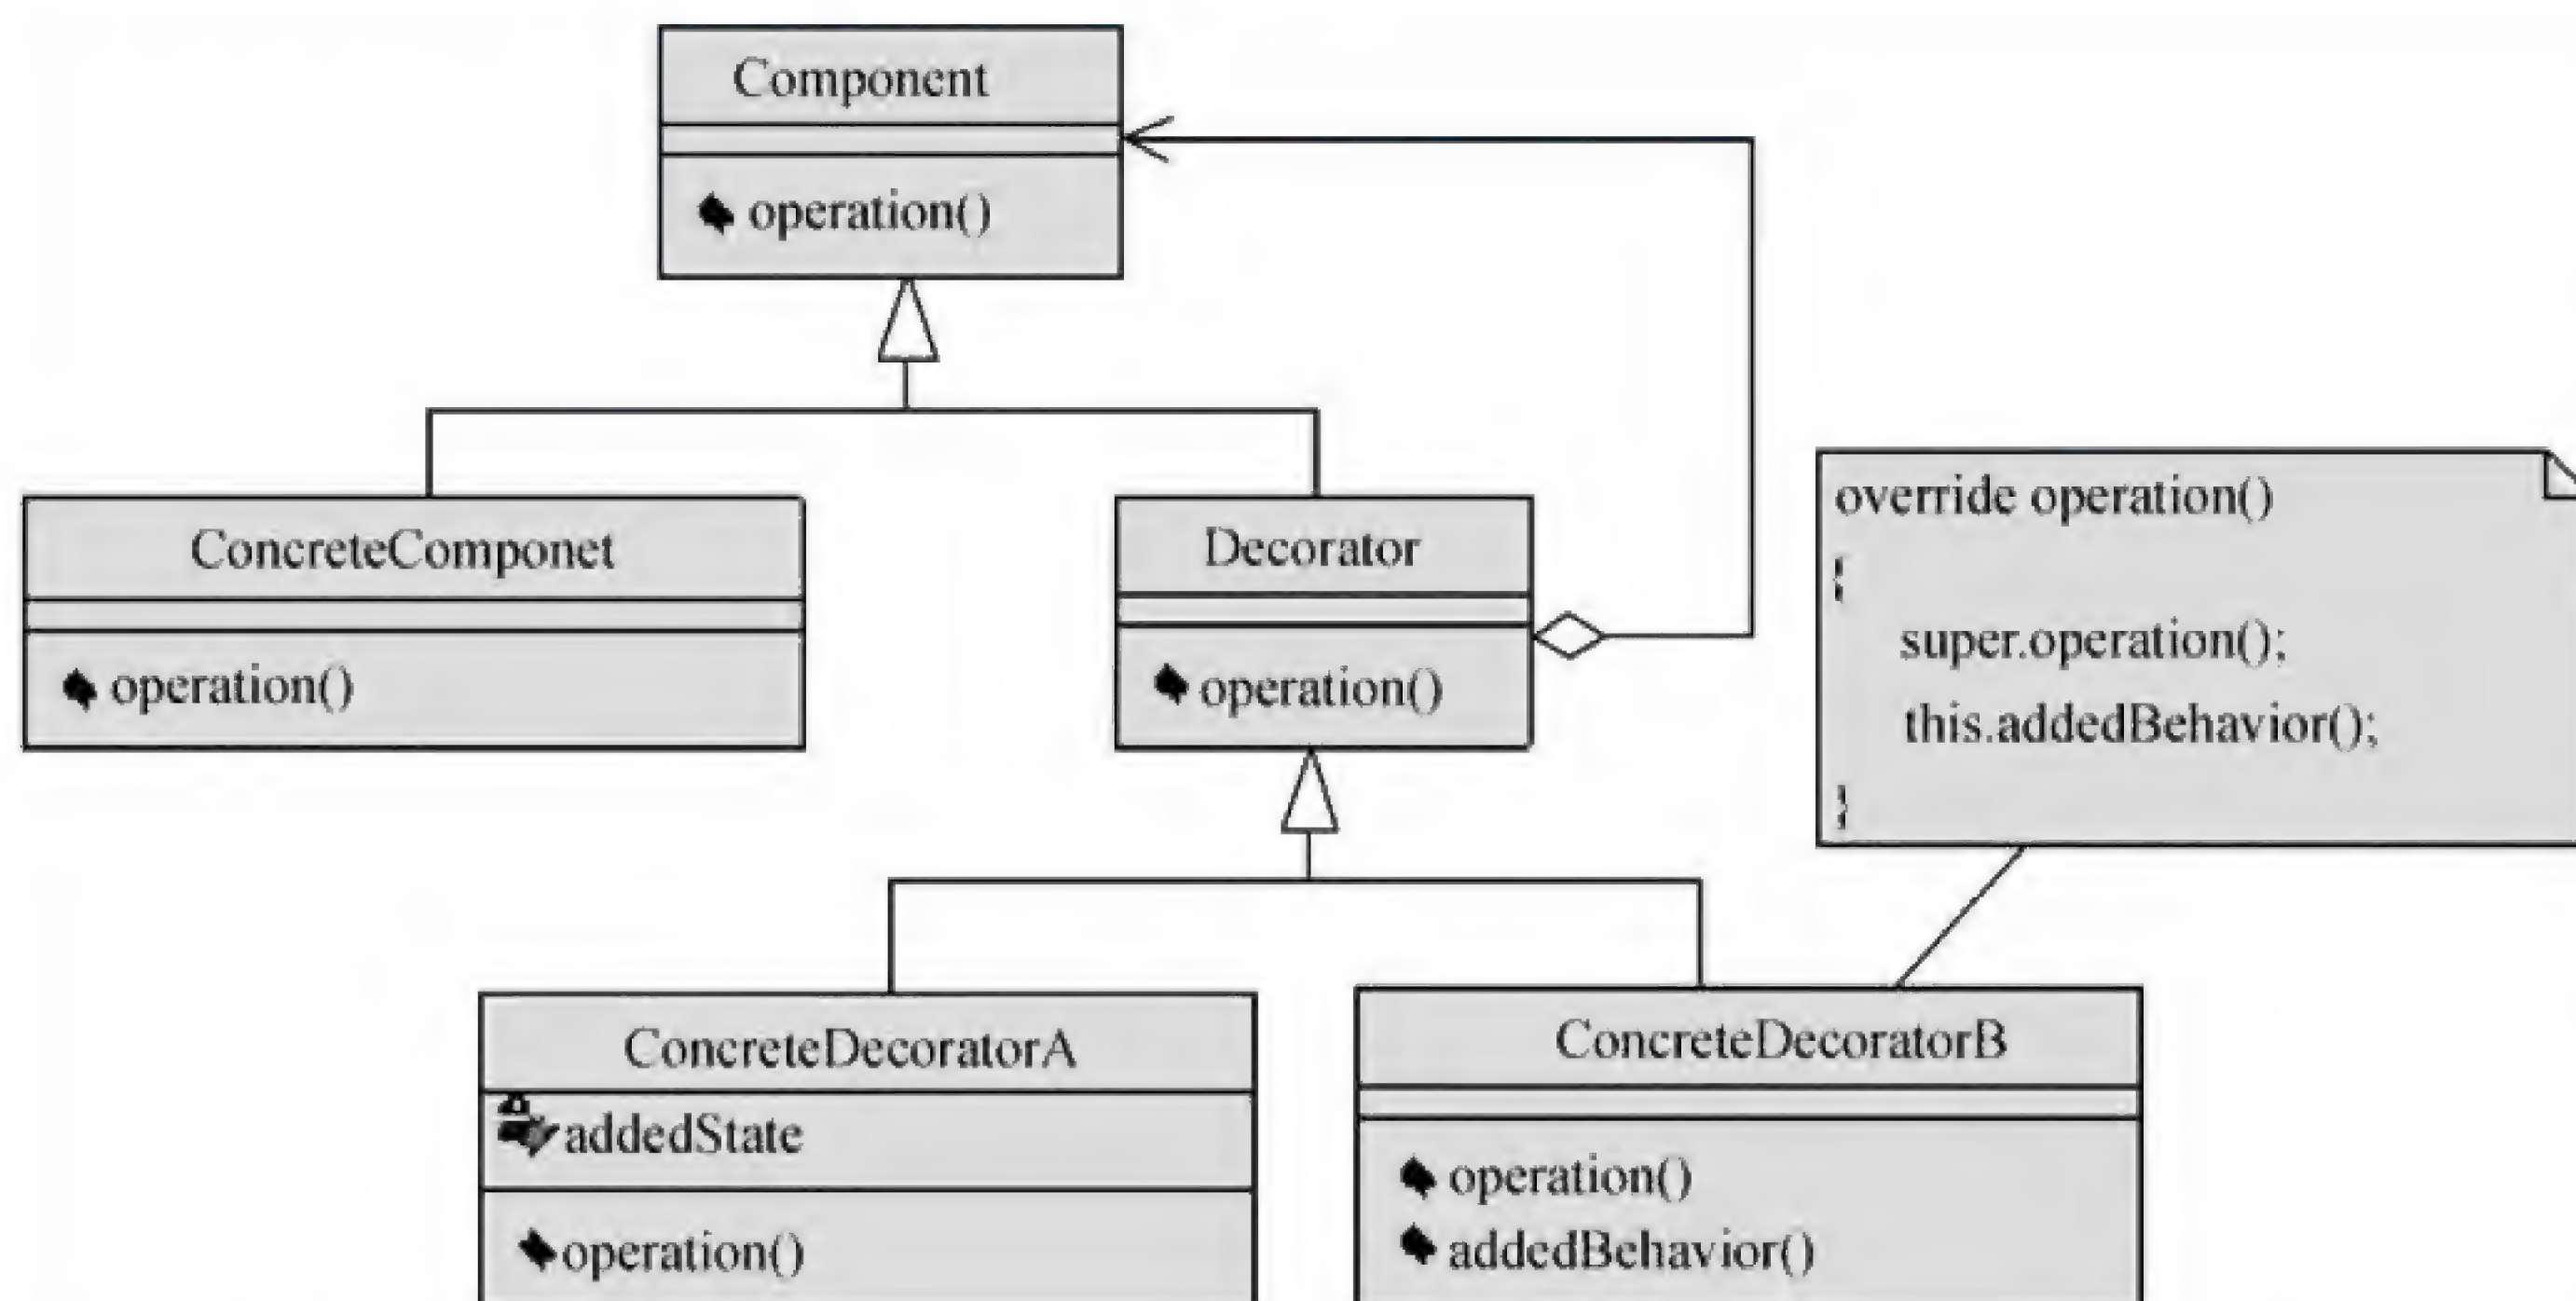 Component
operation()
ConcreteComponet
operation()
Decorator
operation()
override operation()
{
super.operation();
this.addedBehavior();
}
ConcreteDecoratorA
addedState
operation()
ConcreteDecoratorB
operation()
addedBehavior()